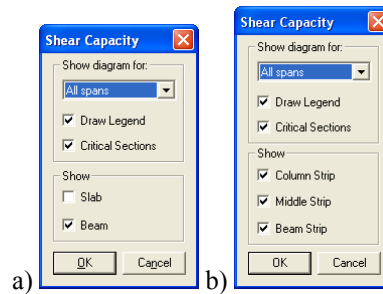 Shear Capacity
Show diagram for:
All spans
Draw Legend
Critical Sections
Show
Slab
Beam
OK Cancel
a)
Shear Capacity
Show diagram for:
All spans
Draw Legend
Critical Sections
Show
Column Strip
Middle Strip
Beam Strip
OK Cancel
b)